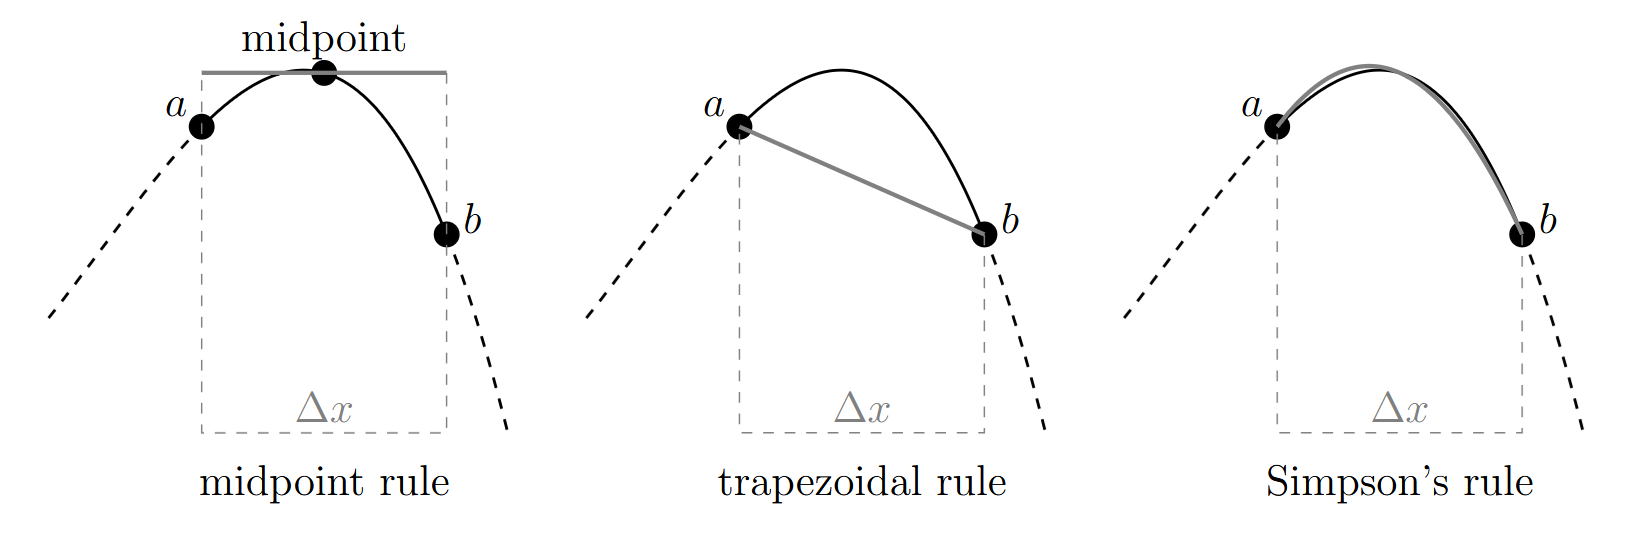 midpoint
a
b
Δx
midpoint rule
a
b
Δx
trapezoidal rule
a
b
Δx
Simpson's rule